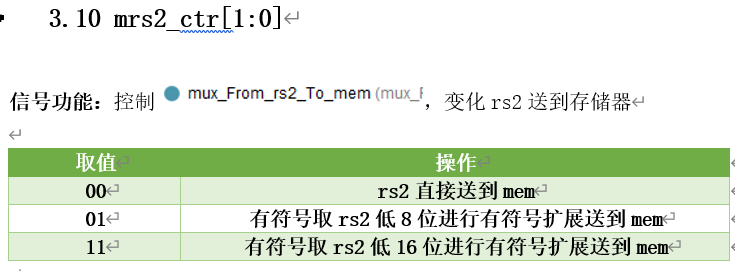 3.10 mrs2_ctr[1:0]
信号功能：控制 mux_From_rs2_To_mem (mux_F ，变化 rs2 送到存储器
取值 操作
00 rs2 直接送到 mem
01 有符号取 rs2 低 8 位进行有符号扩展送到 mem
11 有符号取 rs2 低 16 位进行有符号扩展送到 mem